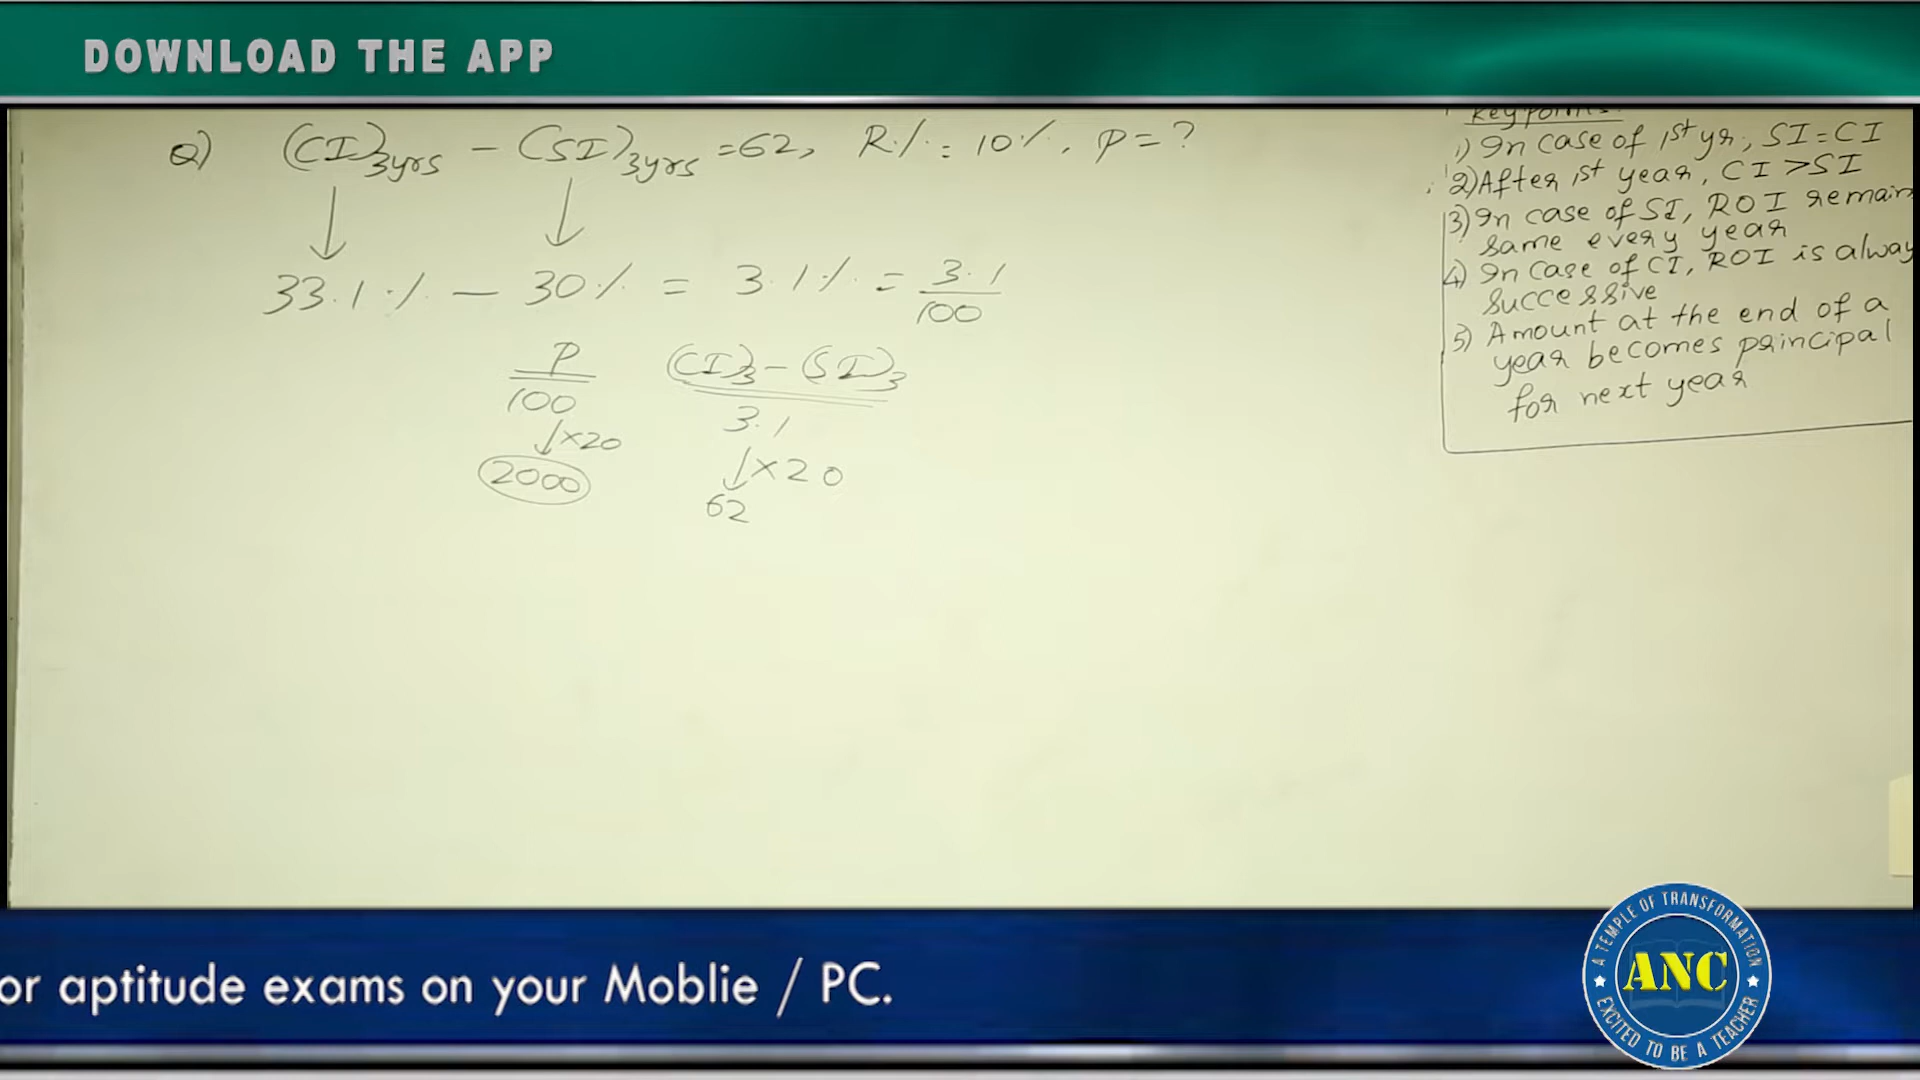 DOWNLOAD THE APP
Q) (CI)3yrs - (SI)3yrs = 62, R% = 10%, P = ?
33.1% - 30% = 3.1% = 3.1/100
P (CI)3 - (SI)3
100 3.1
↓×20 ↓×20
2000 62
Key points:
1) In case of 1st yr, SI = CI
2) After 1st year, CI > SI
3) In case of SI, ROI remain
same every year
4) In case of CI, ROI is alway
successive
5) Amount at the end of a
year becomes principal
for next year
or aptitude exams on your Moblie / PC.
A TEMPLE OF TRANSFORMATION
ANC
EXCITED TO BE A TEACHER